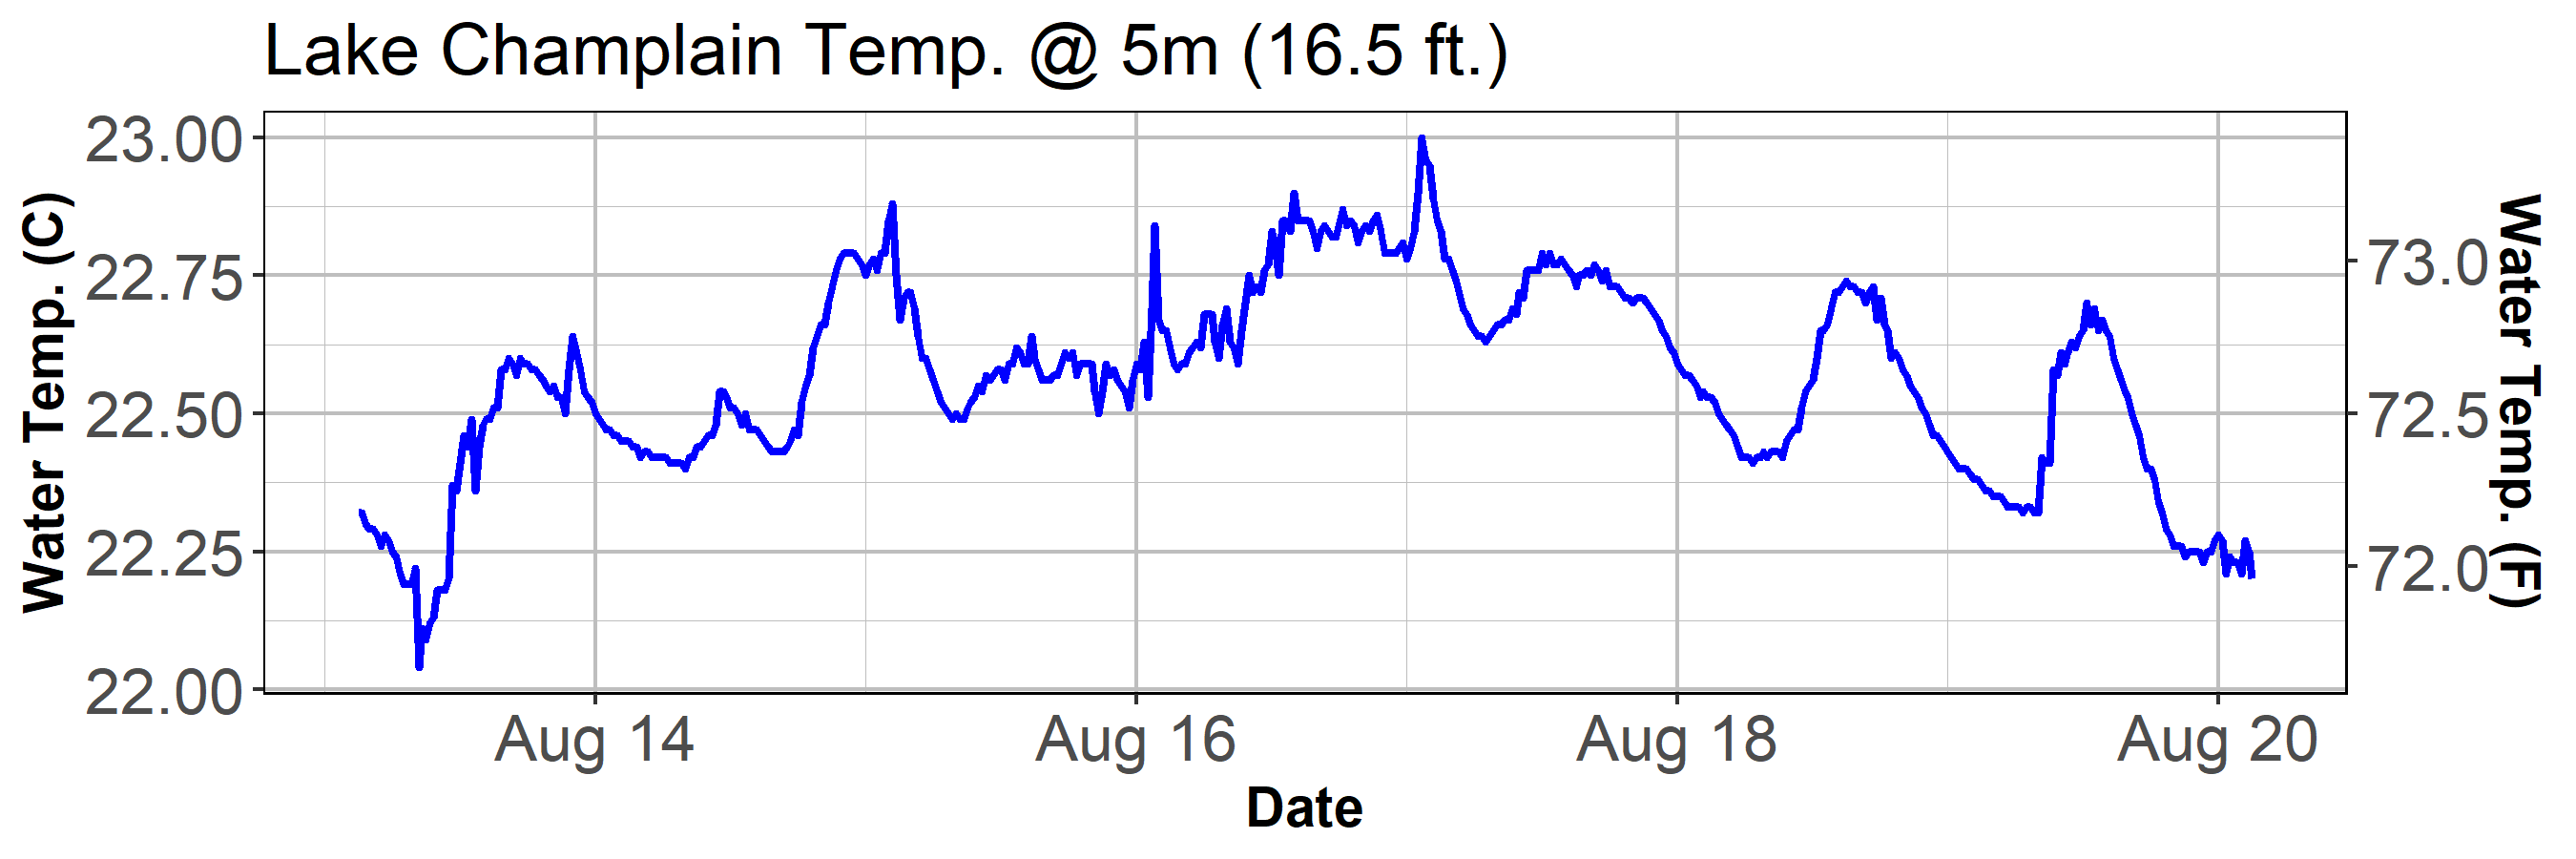 Lake Champlain Temp. @ 5m (16.5 ft.)
Water Temp. (C)
23.00
22.75
22.50
22.25
22.00
73.0
72.5
72.0
Water Temp. (F)
Aug 14 Aug 16 Aug 18 Aug 20
Date